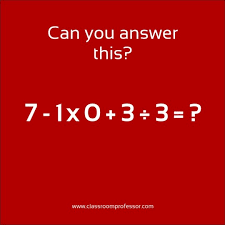 Can you answer
this?
7 - 1 x 0 + 3 ÷ 3 = ?
www.classroomprofessor.com